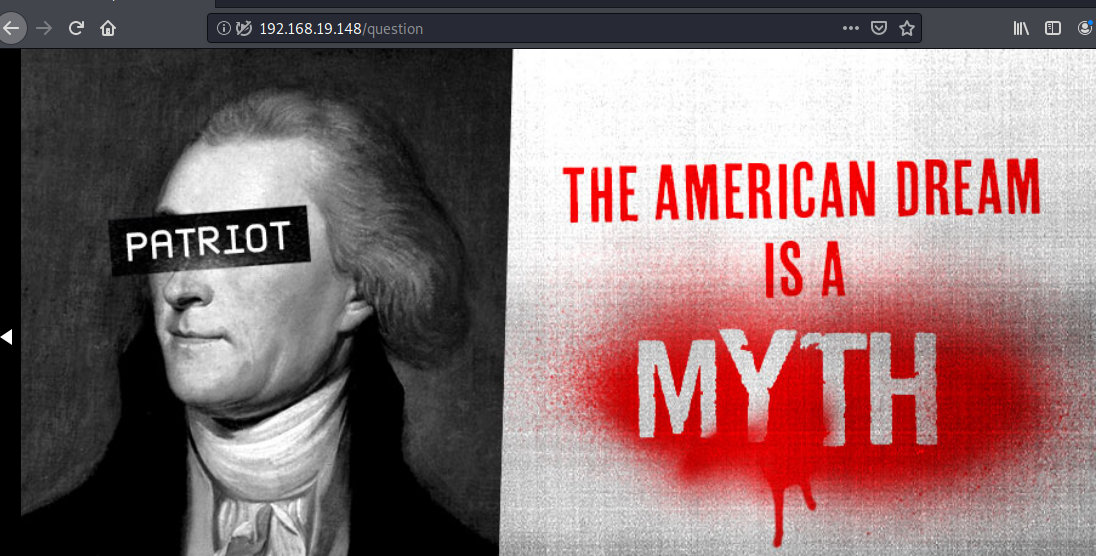 192.168.19.148/question
PATRIOT
THE AMERICAN DREAM
IS A
MYTH